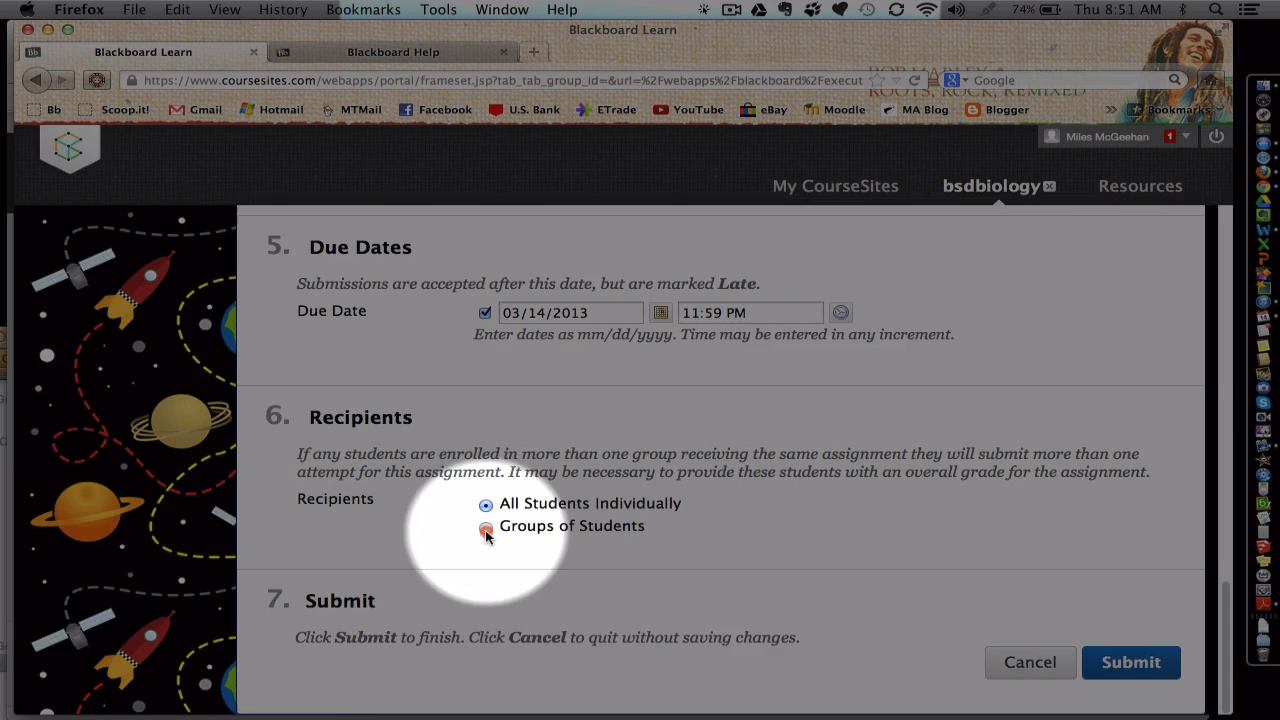 Firefox File Edit View History Bookmarks Tools Window Help 74% Thu 8:51 AM
Blackboard Learn
Bb Blackboard Learn Bb Blackboard Help
https://www.coursesites.com/webapps/portal/frameset.jsp?tab_tab_group_id=&url=%2Fwebapps%2Fblackboard%2Fexecut Google
ROOTS, ROCK, REMIXED
Bb Scoop.it! Gmail Hotmail MTMail Facebook U.S. Bank ETrade YouTube eBay Moodle MA Blog Blogger Bookmarks
Miles McGeehan 1
My CourseSites bsdbiology Resources
5. Due Dates
Submissions are accepted after this date, but are marked Late.
Due Date 03/14/2013 11:59 PM
Enter dates as mm/dd/yyyy. Time may be entered in any increment.
6. Recipients
If any students are enrolled in more than one group receiving the same assignment they will submit more than one
attempt for this assignment. It may be necessary to provide these students with an overall grade for the assignment.
Recipients All Students Individually
Groups of Students
7. Submit
Click Submit to finish. Click Cancel to quit without saving changes.
Cancel Submit